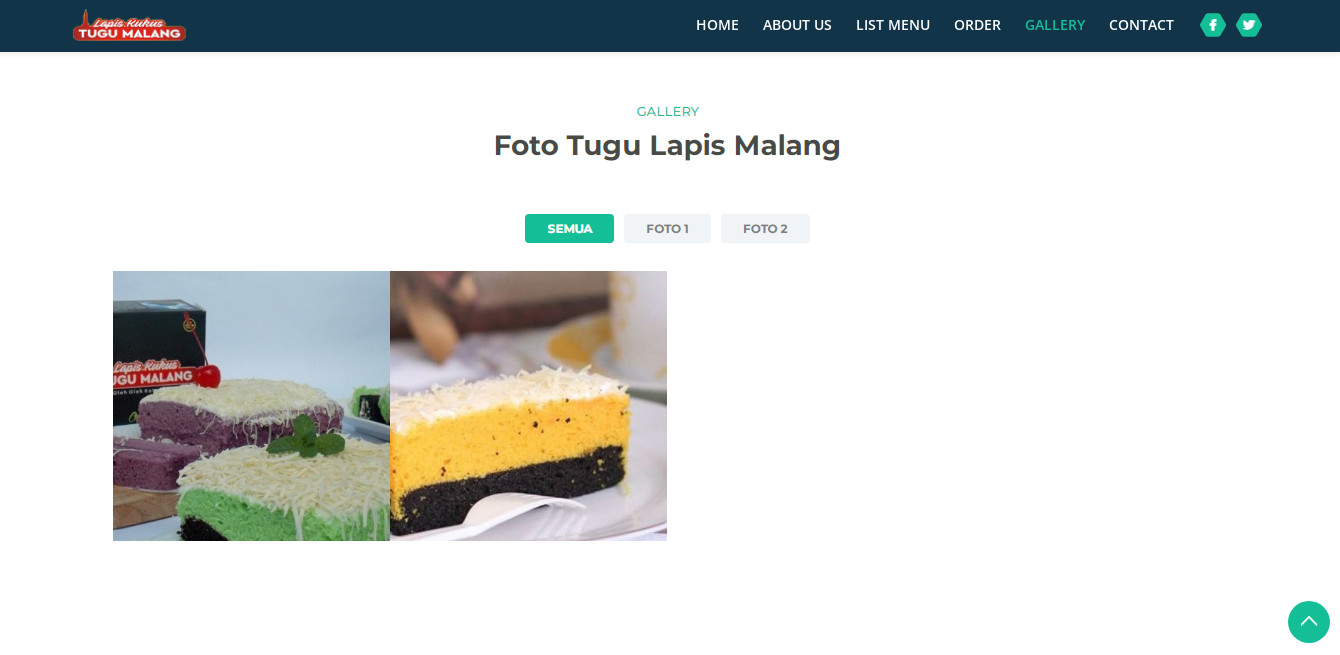 Lapis Kukus
TUGU MALANG
HOME ABOUT US LIST MENU ORDER GALLERY CONTACT
GALLERY
Foto Tugu Lapis Malang
SEMUA FOTO 1 FOTO 2
Lapis Kukus
UGU MALANG